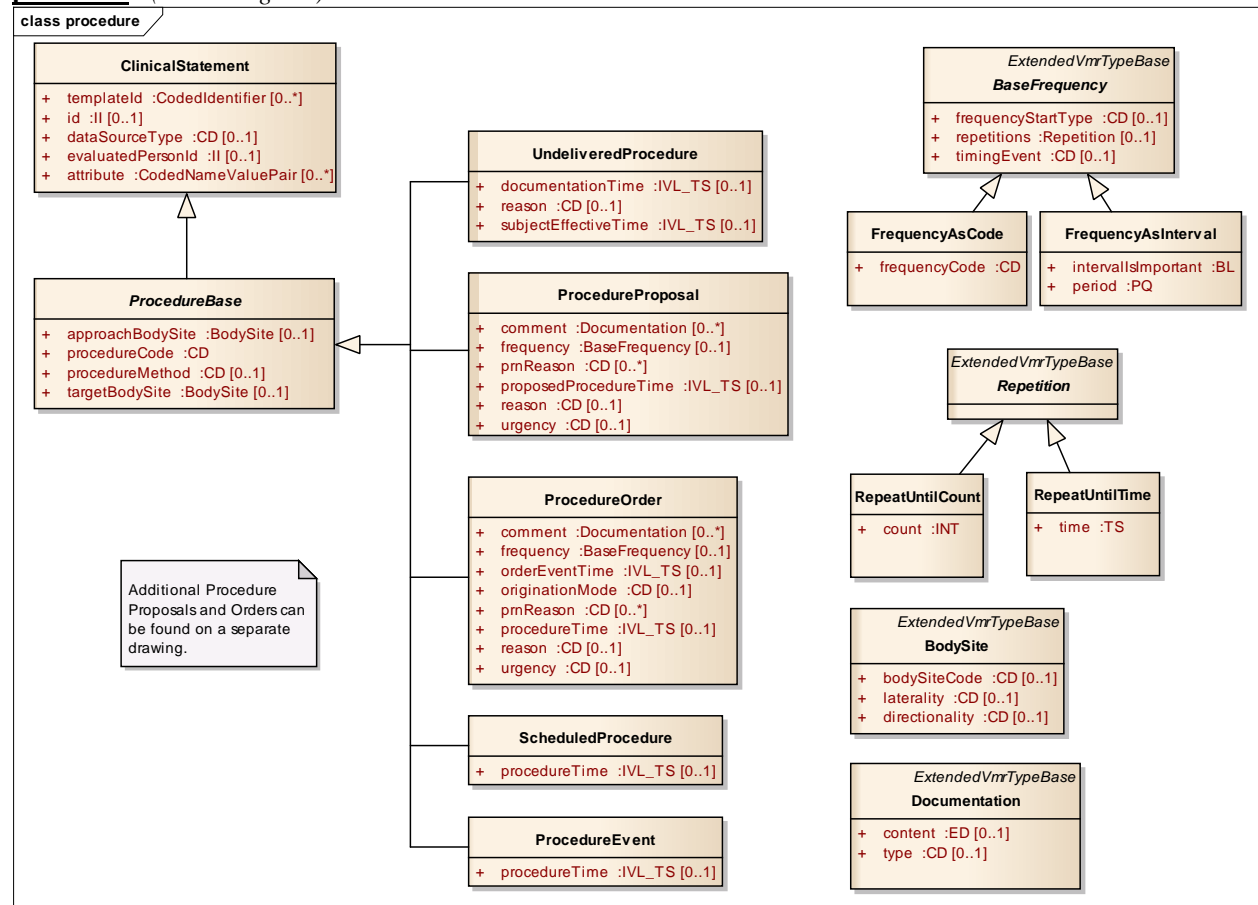 class procedure
ClinicalStatement
+ templateId :CodedIdentifier [0..*]
+ id :II [0..1]
+ dataSourceType :CD [0..1]
+ evaluatedPersonId :II [0..1]
+ attribute :CodedNameValuePair [0..*]
ProcedureBase
+ approachBodySite :BodySite [0..1]
+ procedureCode :CD
+ procedureMethod :CD [0..1]
+ targetBodySite :BodySite [0..1]
Additional Procedure
Proposals and Orders can
be found on a separate
drawing.
UndeliveredProcedure
+ documentationTime :IVL_TS [0..1]
+ reason :CD [0..1]
+ subjectEffectiveTime :IVL_TS [0..1]
ProcedureProposal
+ comment :Documentation [0..*]
+ frequency :BaseFrequency [0..1]
+ prnReason :CD [0..*]
+ proposedProcedureTime :IVL_TS [0..1]
+ reason :CD [0..1]
+ urgency :CD [0..1]
ProcedureOrder
+ comment :Documentation [0..*]
+ frequency :BaseFrequency [0..1]
+ orderEventTime :IVL_TS [0..1]
+ originationMode :CD [0..1]
+ prnReason :CD [0..*]
+ procedureTime :IVL_TS [0..1]
+ reason :CD [0..1]
+ urgency :CD [0..1]
ScheduledProcedure
+ procedureTime :IVL_TS [0..1]
ProcedureEvent
+ procedureTime :IVL_TS [0..1]
ExtendedVmrTypeBase
BaseFrequency
+ frequencyStartType :CD [0..1]
+ repetitions :Repetition [0..1]
+ timingEvent :CD [0..1]
FrequencyAsCode
+ frequencyCode :CD
FrequencyAsInterval
+ intervalIsImportant :BL
+ period :PQ
ExtendedVmrTypeBase
Repetition
RepeatUntilCount
+ count :INT
RepeatUntilTime
+ time :TS
ExtendedVmrTypeBase
BodySite
+ bodySiteCode :CD [0..1]
+ laterality :CD [0..1]
+ directionality :CD [0..1]
ExtendedVmrTypeBase
Documentation
+ content :ED [0..1]
+ type :CD [0..1]